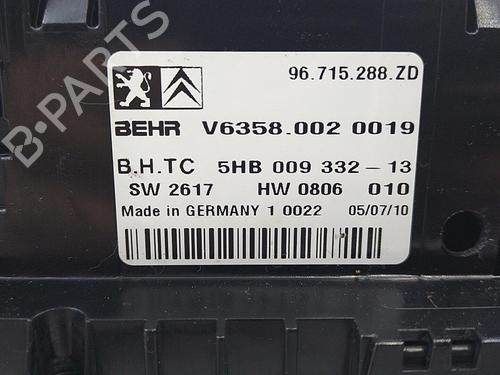 96.715.288.ZD
BEHR V6358.002 0019
B.H.TC 5HB 009 332-13
SW 2617 HW 0806 010
Made in GERMANY 1 0022 05/07/10
B-PARTS